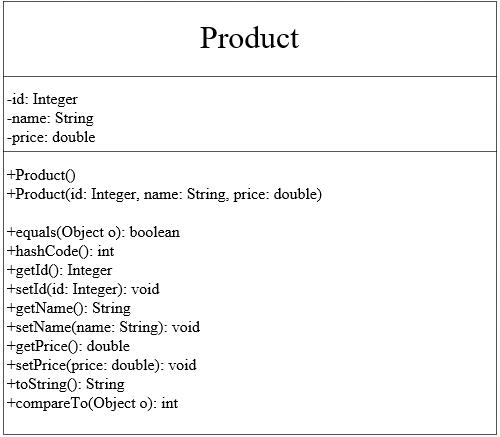 Product
-id: Integer
-name: String
-price: double
+Product()
+Product(id: Integer, name: String, price: double)
+equals(Object o): boolean
+hashCode(): int
+getId(): Integer
+setId(id: Integer): void
+getName(): String
+setName(name: String): void
+getPrice(): double
+setPrice(price: double): void
+toString(): String
+compareTo(Object o): int